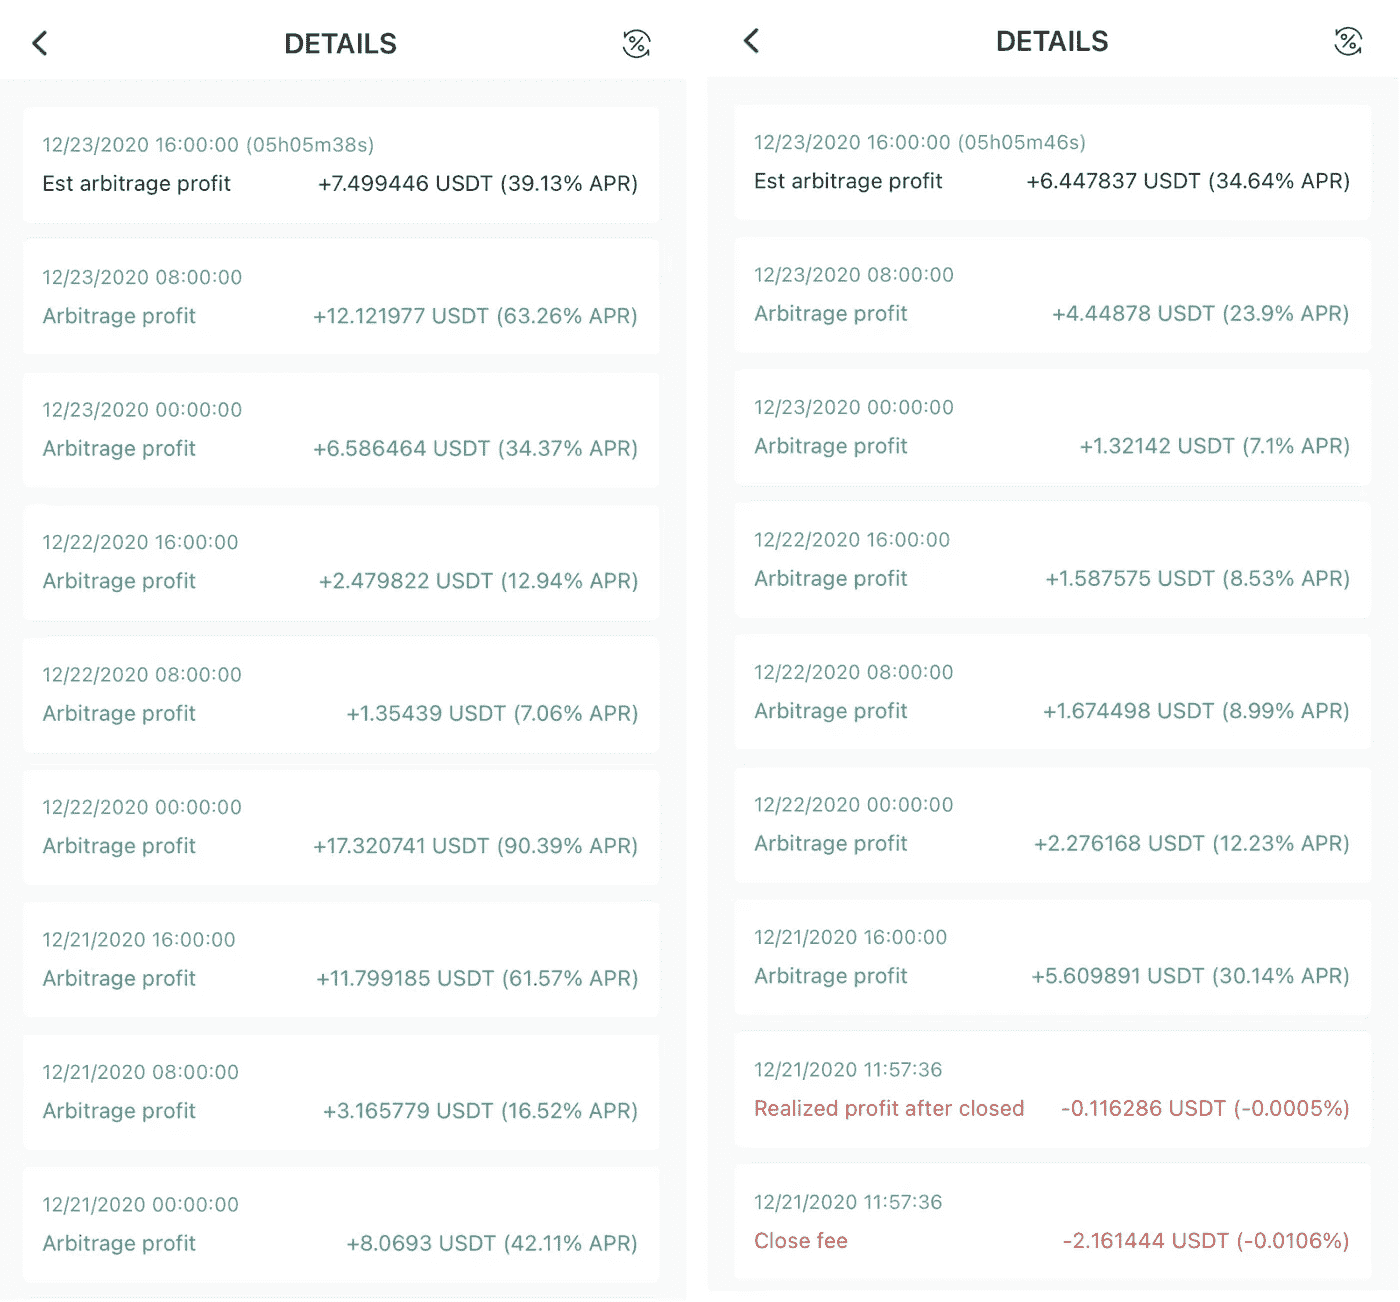 DETAILS
12/23/2020 16:00:00 (05h05m38s)
Est arbitrage profit +7.499446 USDT (39.13% APR)
12/23/2020 08:00:00
Arbitrage profit +12.121977 USDT (63.26% APR)
12/23/2020 00:00:00
Arbitrage profit +6.586464 USDT (34.37% APR)
12/22/2020 16:00:00
Arbitrage profit +2.479822 USDT (12.94% APR)
12/22/2020 08:00:00
Arbitrage profit +1.35439 USDT (7.06% APR)
12/22/2020 00:00:00
Arbitrage profit +17.320741 USDT (90.39% APR)
12/21/2020 16:00:00
Arbitrage profit +11.799185 USDT (61.57% APR)
12/21/2020 08:00:00
Arbitrage profit +3.165779 USDT (16.52% APR)
12/21/2020 00:00:00
Arbitrage profit +8.0693 USDT (42.11% APR)
DETAILS
12/23/2020 16:00:00 (05h05m46s)
Est arbitrage profit +6.447837 USDT (34.64% APR)
12/23/2020 08:00:00
Arbitrage profit +4.44878 USDT (23.9% APR)
12/23/2020 00:00:00
Arbitrage profit +1.32142 USDT (7.1% APR)
12/22/2020 16:00:00
Arbitrage profit +1.587575 USDT (8.53% APR)
12/22/2020 08:00:00
Arbitrage profit +1.674498 USDT (8.99% APR)
12/22/2020 00:00:00
Arbitrage profit +2.276168 USDT (12.23% APR)
12/21/2020 16:00:00
Arbitrage profit +5.609891 USDT (30.14% APR)
12/21/2020 11:57:36
Realized profit after closed -0.116286 USDT (-0.0005%)
12/21/2020 11:57:36
Close fee -2.161444 USDT (-0.0106%)